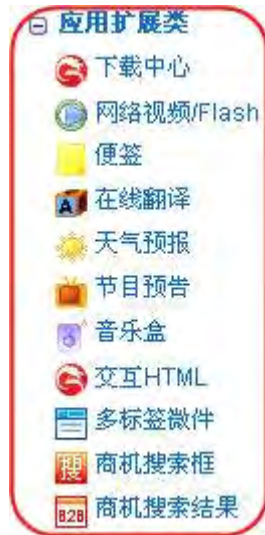 应用扩展类
下载中心
网络视频/Flash
便签
在线翻译
天气预报
节目预告
音乐盒
交互HTML
多标签微件
搜 商机搜索框
B2B 商机搜索结果